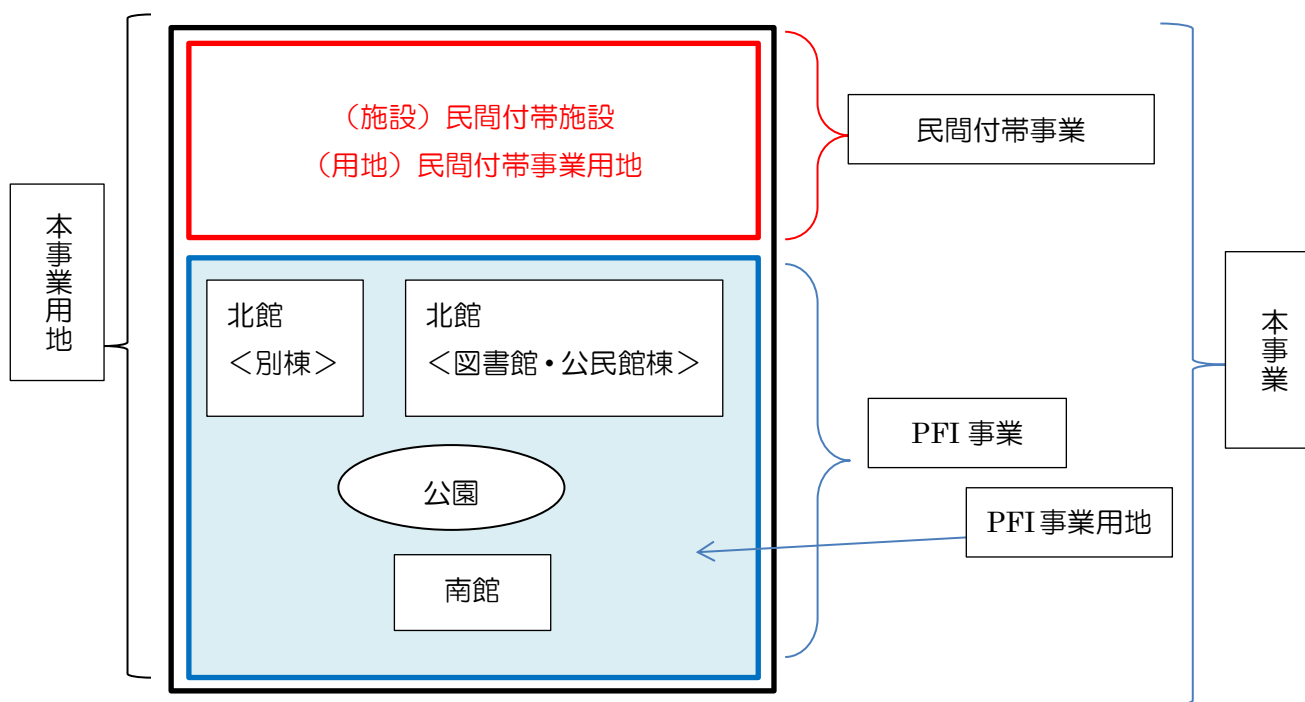 本事業用地
（施設）民間付帯施設
（用地）民間付帯事業用地
民間付帯事業
北館
＜別棟＞
北館
＜図書館・公民館棟＞
公園
南館
PFI 事業
PFI 事業用地
本事業